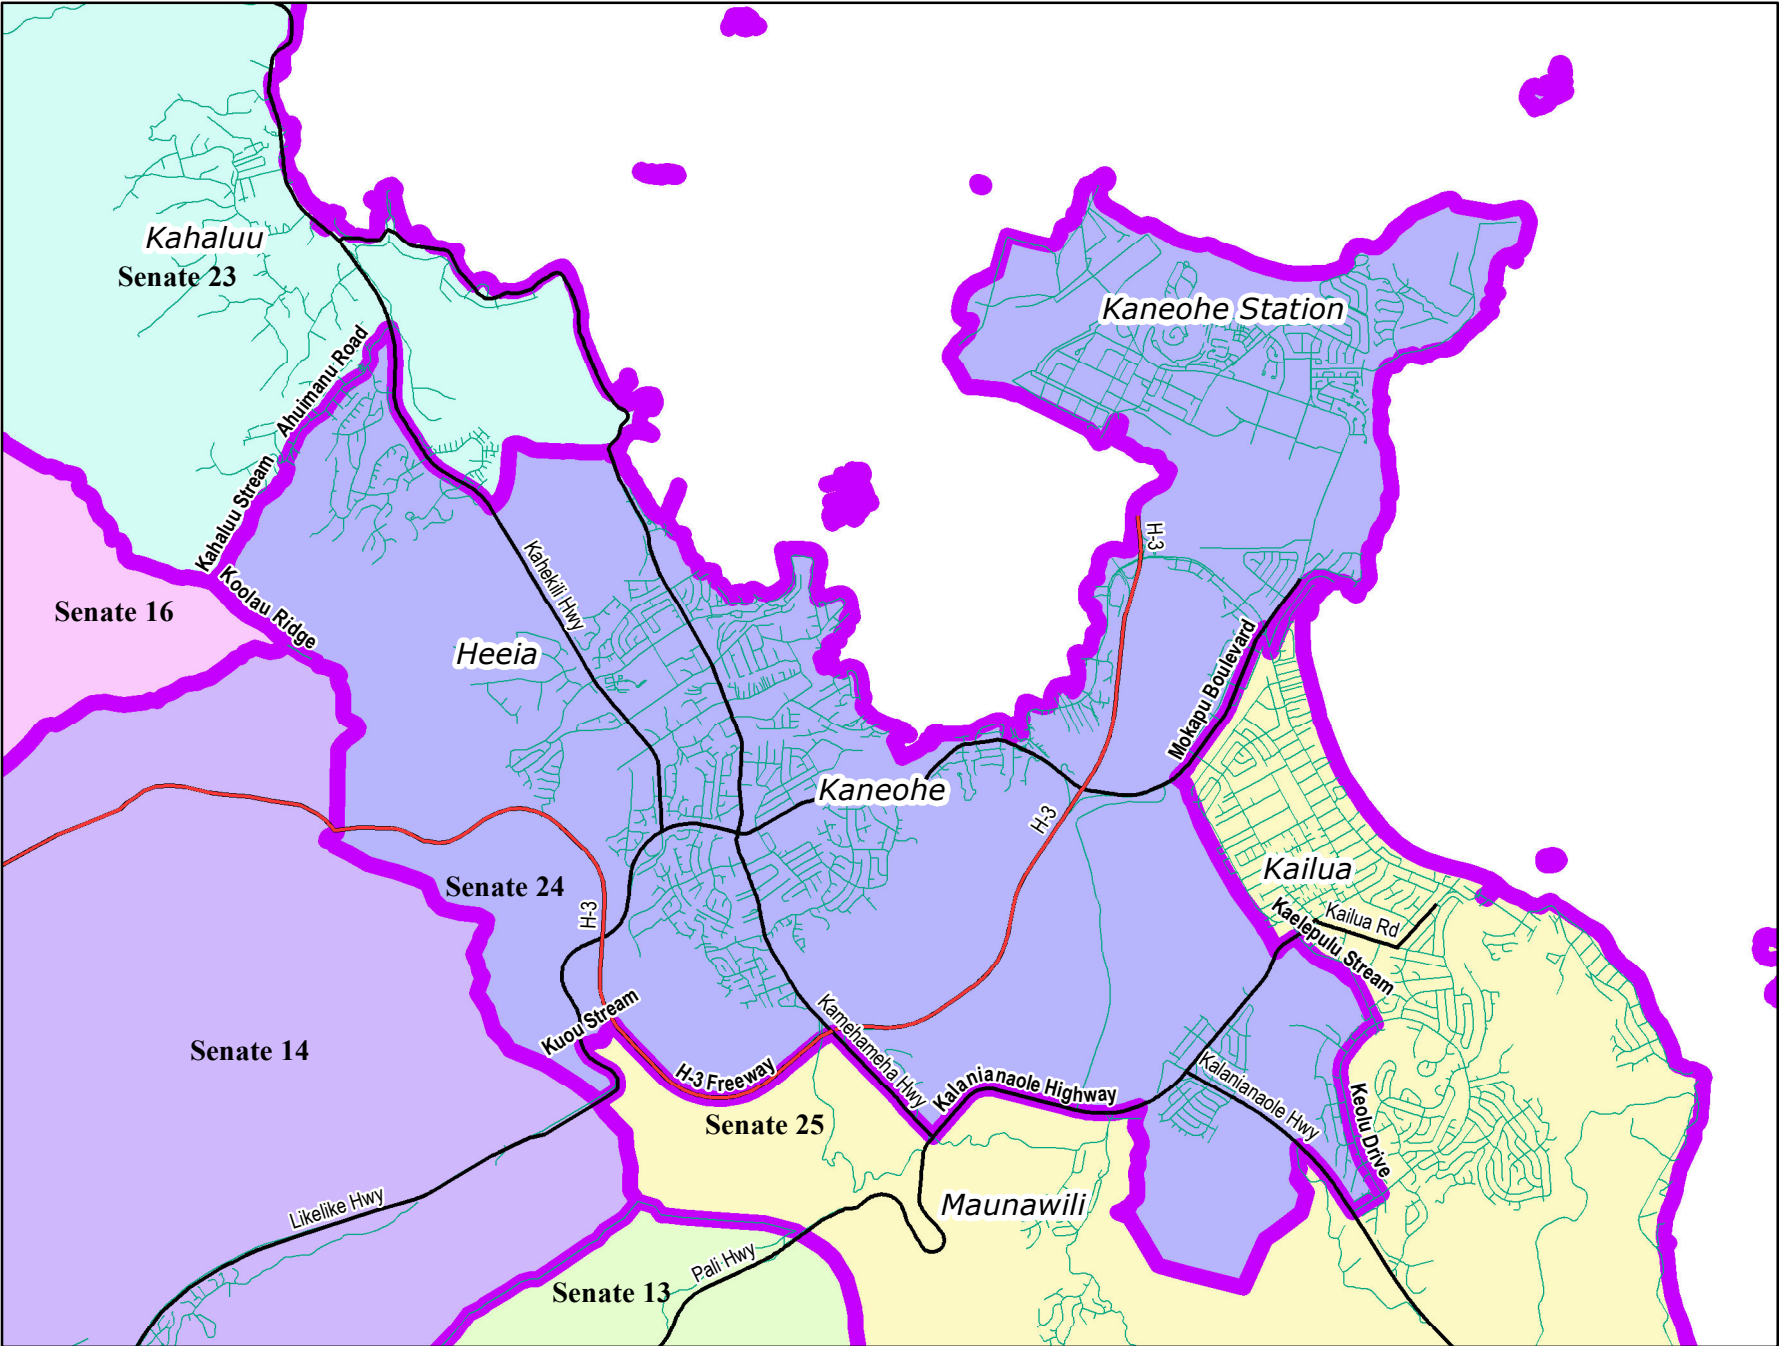 Kahaluu
Senate 23
Kaneohe Station
Ahuimanu Road
Kahaluu Stream
H-3
Kahekili Hwy
Koolau Ridge
Senate 16
Heeia
Mokapu Boulevard
Kaneohe
H-3
Kailua
Senate 24
H-3
Kailua Rd
Kaelepulu Stream
Kuou Stream
Kamehameha Hwy
Senate 14
H-3 Freeway
Kalanianaole Highway
Kalanianaole Hwy
Senate 25
Keolu Drive
Likelike Hwy
Maunawili
Pali Hwy
Senate 13